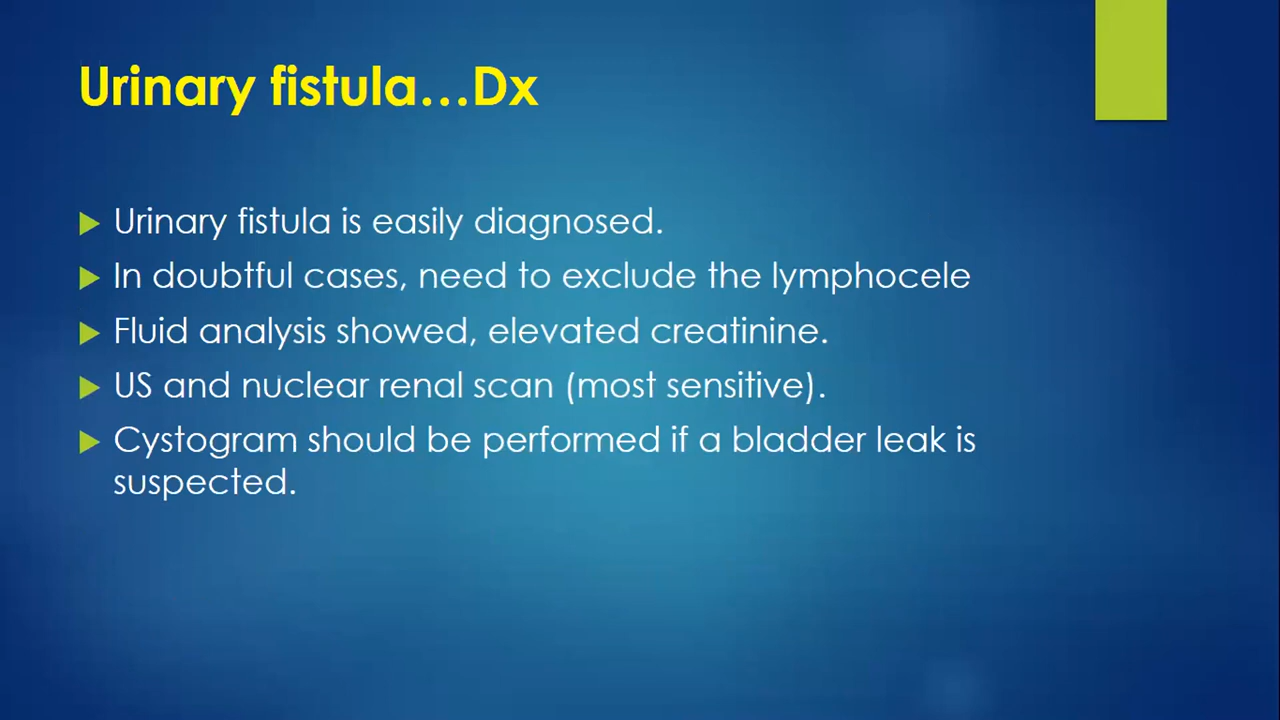 Urinary fistula…Dx
Urinary fistula is easily diagnosed.
In doubtful cases, need to exclude the lymphocele
Fluid analysis showed, elevated creatinine.
US and nuclear renal scan (most sensitive).
Cystogram should be performed if a bladder leak is
suspected.